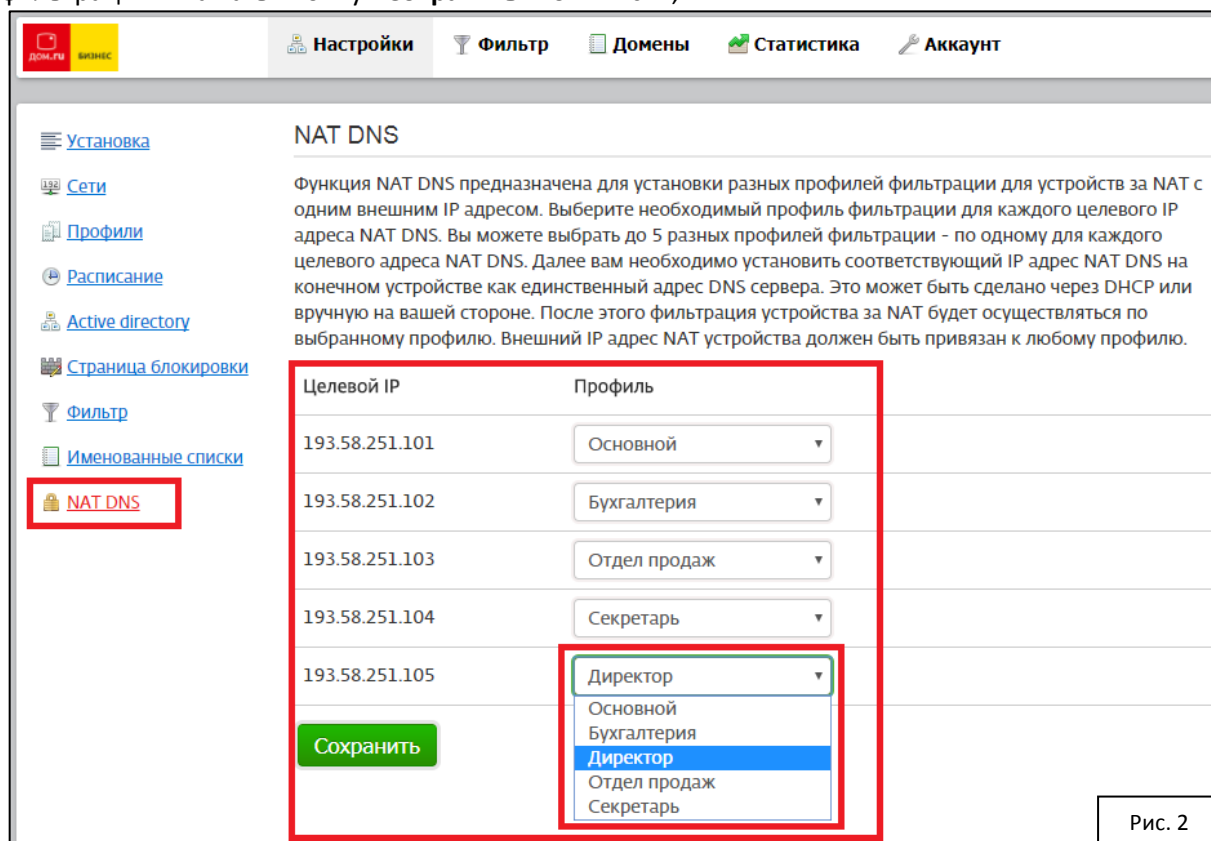 дом.ru бизнес
Настройки Фильтр Домены Статистика Аккаунт
Установка
Сети
Профили
Расписание
Active directory
Страница блокировки
Фильтр
Именованные списки
NAT DNS
NAT DNS
Функция NAT DNS предназначена для установки разных профилей фильтрации для устройств за NAT с
одним внешним IP адресом. Выберите необходимый профиль фильтрации для каждого целевого IP
адреса NAT DNS. Вы можете выбрать до 5 разных профилей фильтрации - по одному для каждого
целевого адреса NAT DNS. Далее вам необходимо установить соответствующий IP адрес NAT DNS на
конечном устройстве как единственный адрес DNS сервера. Это может быть сделано через DHCP или
вручную на вашей стороне. После этого фильтрация устройства за NAT будет осуществляться по
выбранному профилю. Внешний IP адрес NAT устройства должен быть привязан к любому профилю.
Целевой IP Профиль
193.58.251.101 Основной
193.58.251.102 Бухгалтерия
193.58.251.103 Отдел продаж
193.58.251.104 Секретарь
193.58.251.105 Директор
Основной
Бухгалтерия
Директор
Отдел продаж
Секретарь
Сохранить
Рис. 2